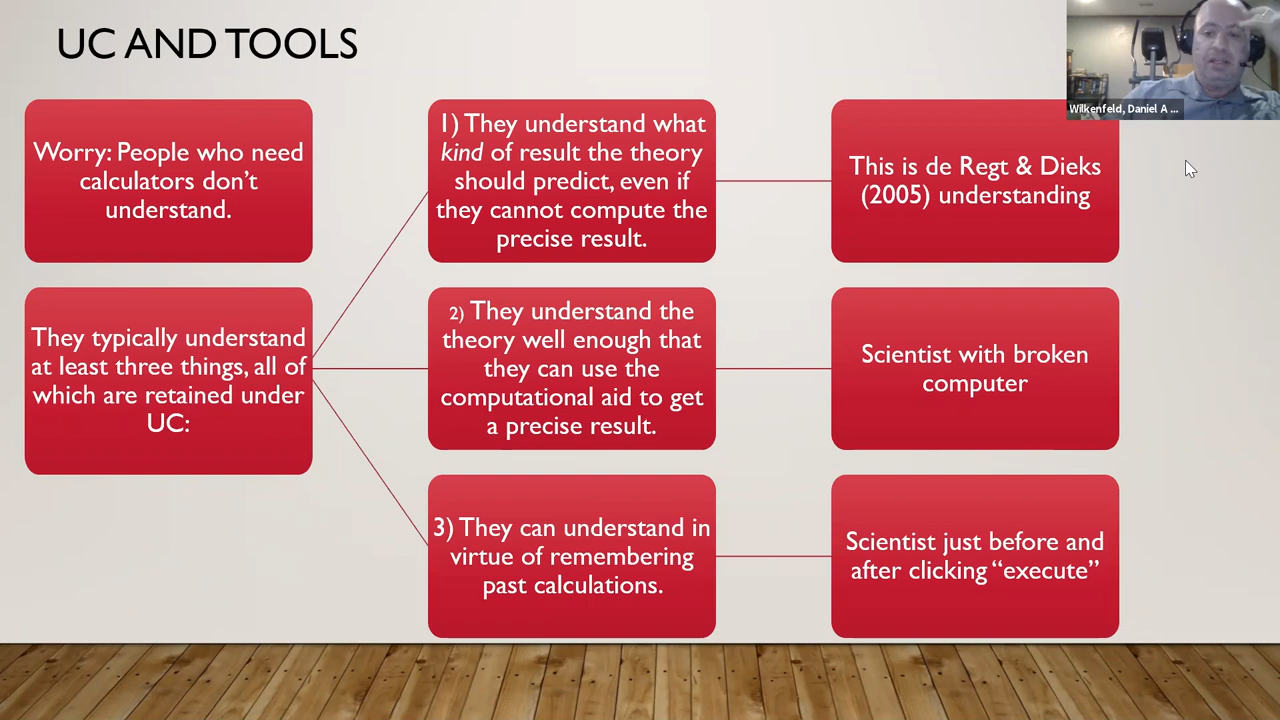 UC AND TOOLS
Wilkenfeld, Daniel A ...
Worry: People who need
calculators don't
understand.
They typically understand
at least three things, all of
which are retained under
UC:
1) They understand what
kind of result the theory
should predict, even if
they cannot compute the
precise result.
This is de Regt & Dieks
(2005) understanding
2) They understand the
theory well enough that
they can use the
computational aid to get
a precise result.
Scientist with broken
computer
3) They can understand in
virtue of remembering
past calculations.
Scientist just before and
after clicking “execute”